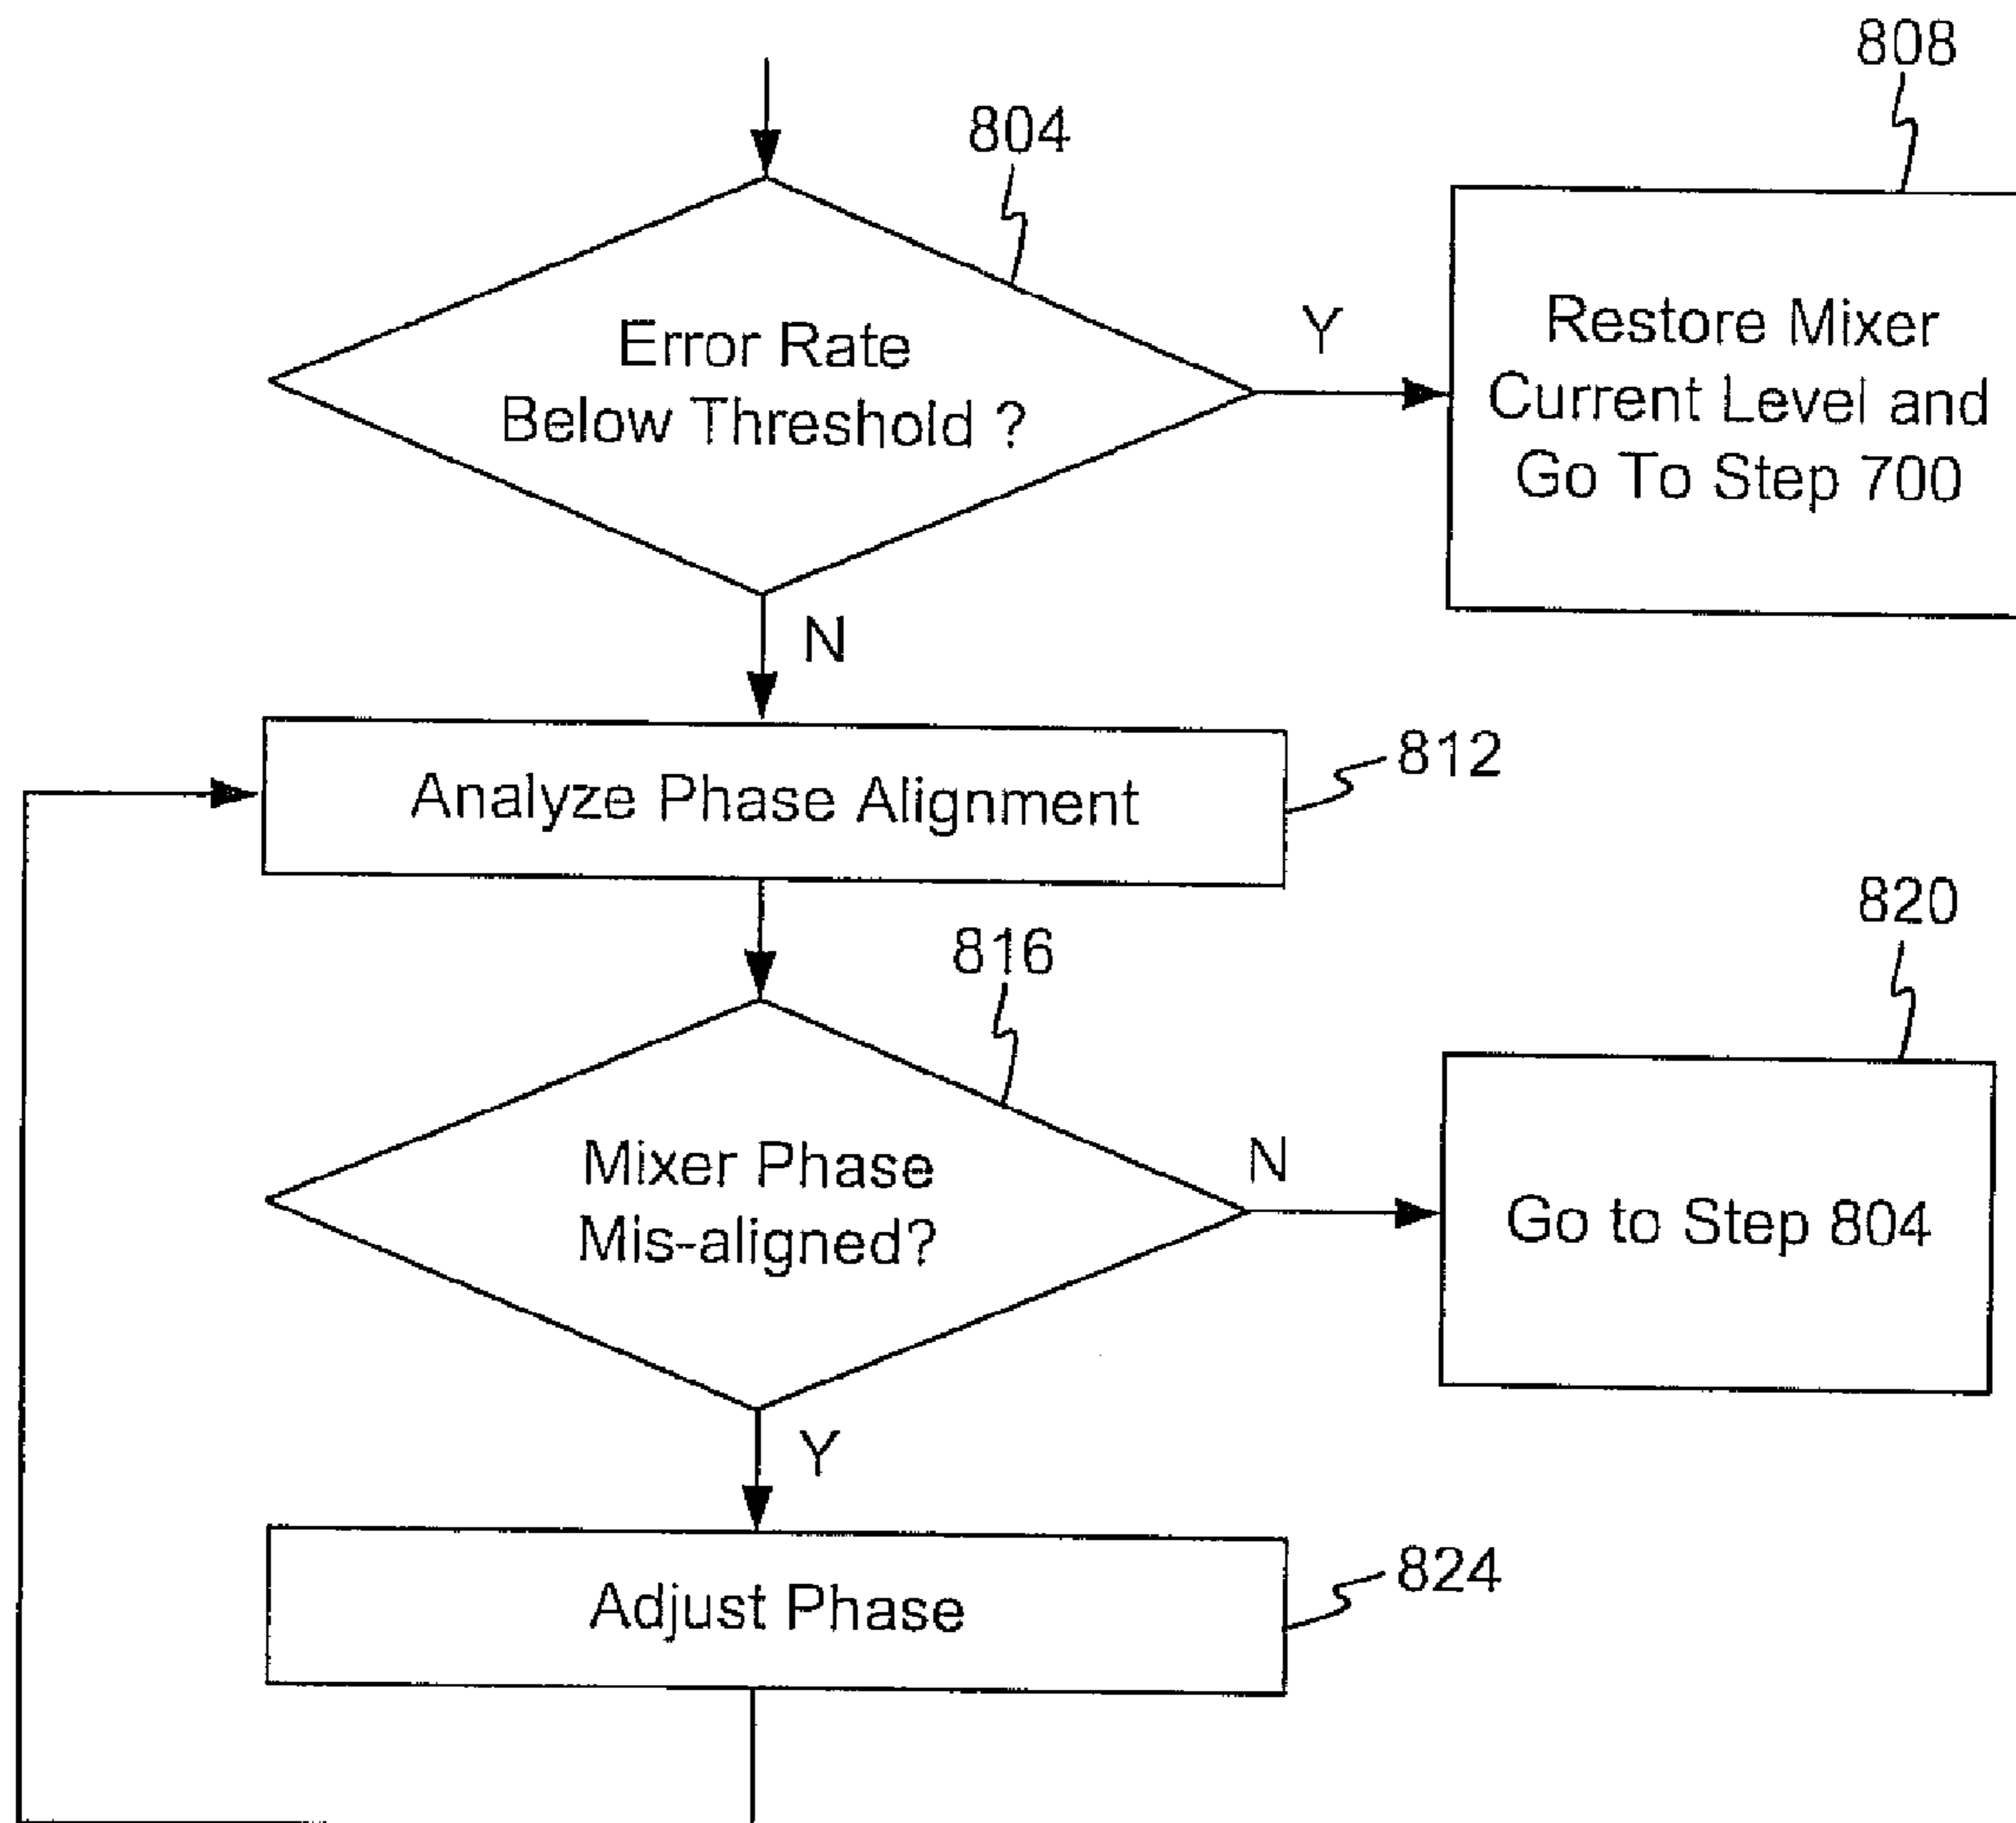 808
804
Error Rate
Below Threshold ?
Y
Restore Mixer
Current Level and
Go To Step 700
N
Analyze Phase Alignment
812
816
820
Mixer Phase
Mis-aligned?
N
Go to Step 804
Y
Adjust Phase
824